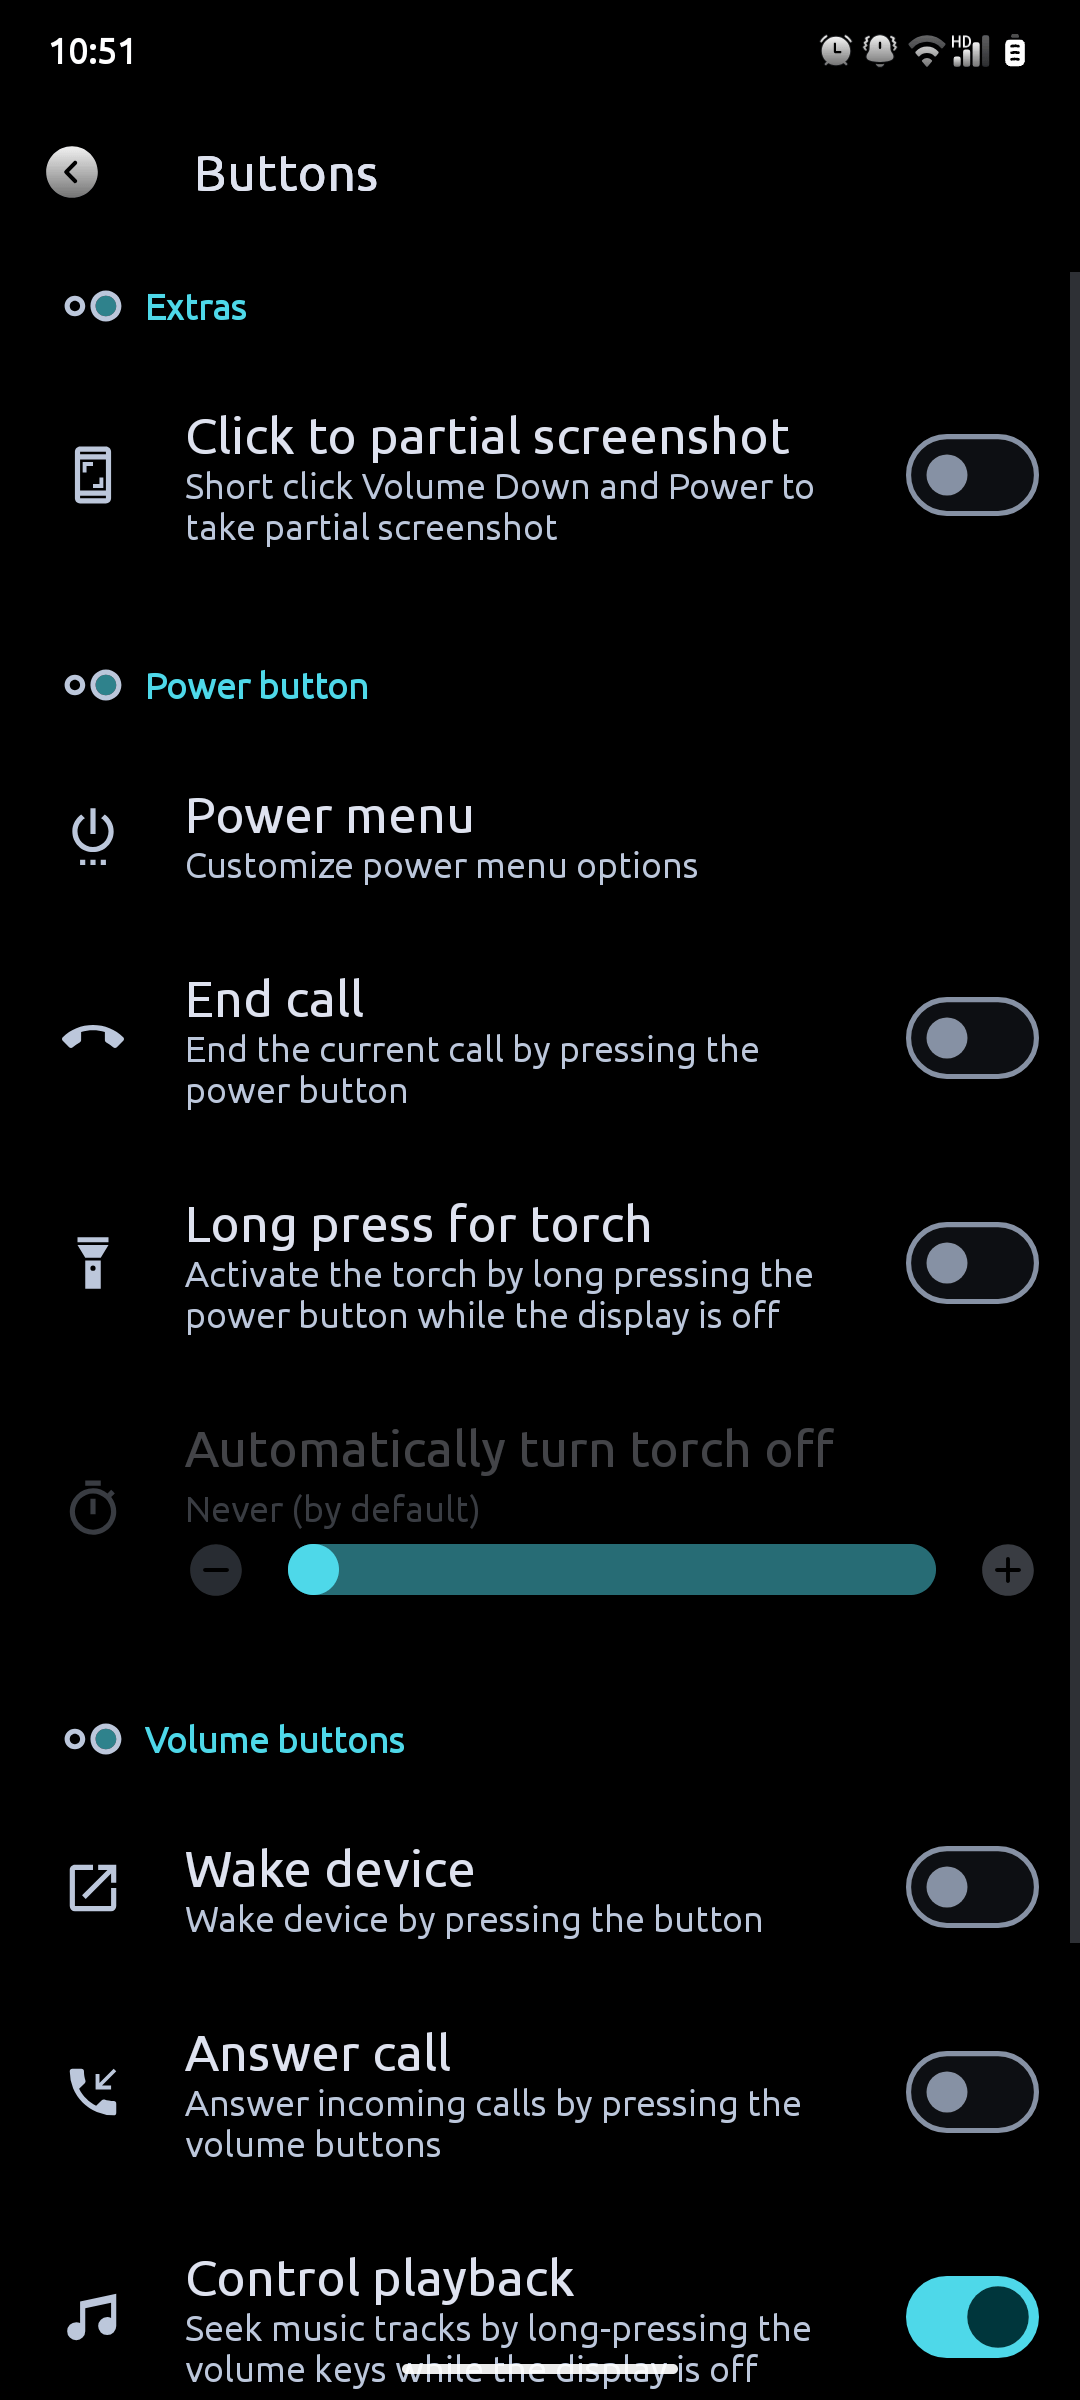 10:51
HD
Buttons
Extras
Click to partial screenshot
Short click Volume Down and Power to
take partial screenshot
Power button
Power menu
Customize power menu options
End call
End the current call by pressing the
power button
Long press for torch
Activate the torch by long pressing the
power button while the display is off
Automatically turn torch off
Never (by default)
Volume buttons
Wake device
Wake device by pressing the button
Answer call
Answer incoming calls by pressing the
volume buttons
Control playback
Seek music tracks by long-pressing the
volume keys while the display is off